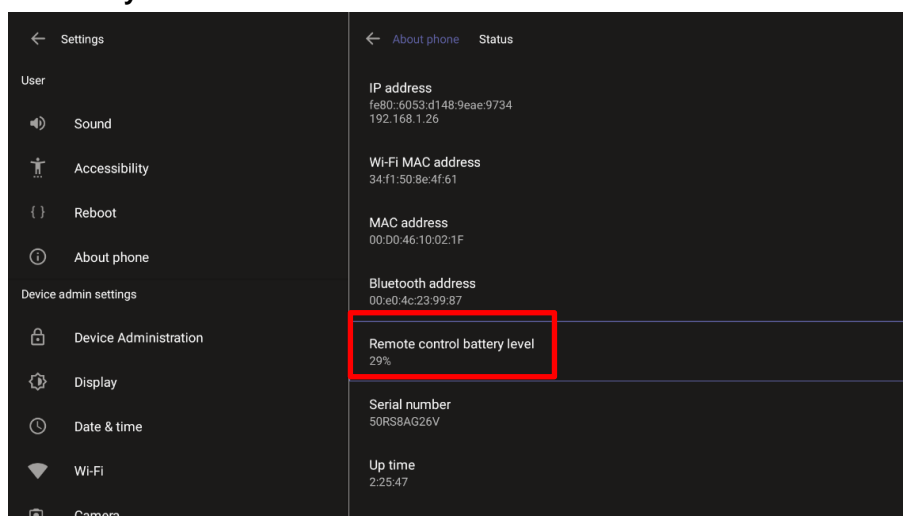 Settings
User
Sound
Accessibility
{ } Reboot
About phone
Device admin settings
Device Administration
Display
Date & time
Wi-Fi
Camera
About phone Status
IP address
fe80::6053:d148:9eae:9734
192.168.1.26
Wi-Fi MAC address
34:f1:50:8e:4f:61
MAC address
00:D0:46:10:02:1F
Bluetooth address
00:e0:4c:23:99:87
Remote control battery level
29%
Serial number
50RS8AG26V
Up time
2:25:47